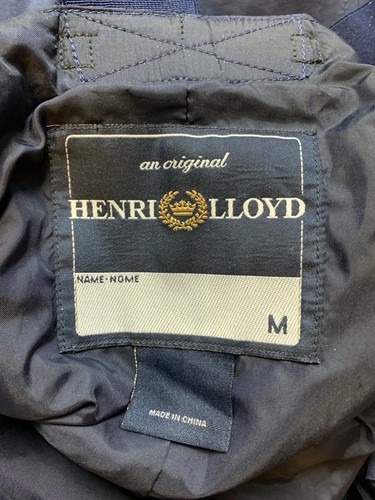 an original
HENRI LLOYD
NAME-NOME
M
MADE IN CHINA